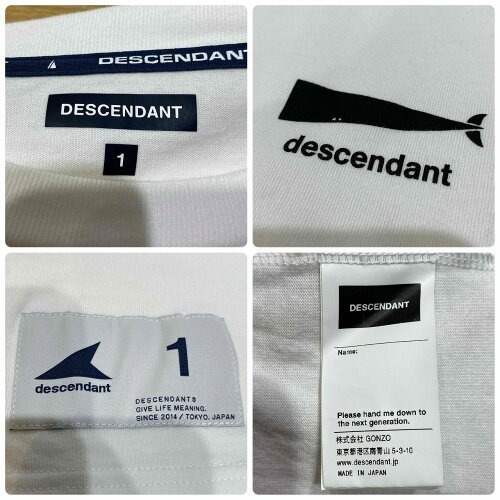 DESCENDANT
DESCENDANT
1
descendant
descendant
1
DESCENDANT®
GIVE LIFE MEANING.
SINCE 2014 / TOKYO, JAPAN
DESCENDANT
Name:
Please hand me down to
the next generation.
株式会社 GONZO
東京都港区南青山5-3-10
www.descendant.jp
MADE IN JAPAN